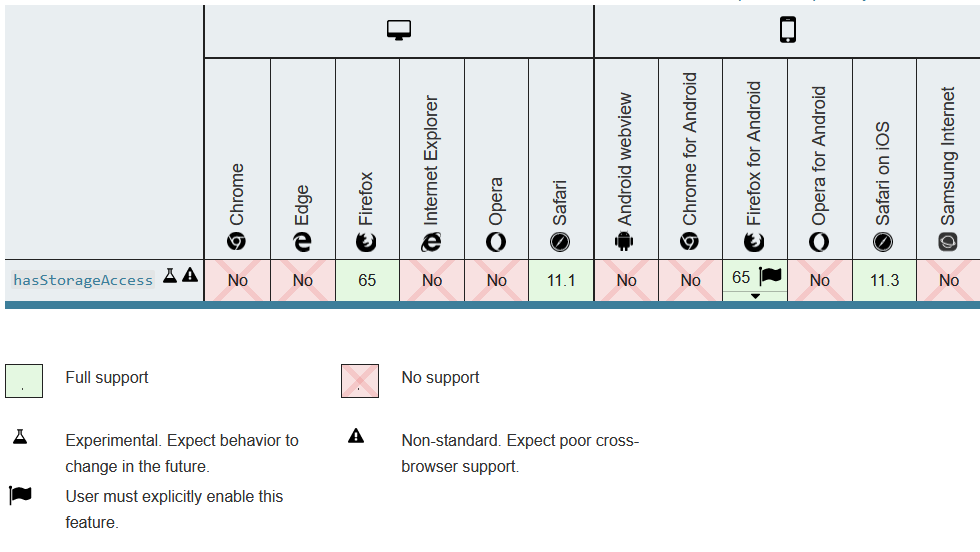 Chrome
Edge
Firefox
Internet Explorer
Opera
Safari
Android webview
Chrome for Android
Firefox for Android
Opera for Android
Safari on iOS
Samsung Internet
hasStorageAccess No No 65 No No 11.1 No No 65 No 11.3 No
Full support
No support
Experimental. Expect behavior to
change in the future.
Non-standard. Expect poor cross-
browser support.
User must explicitly enable this
feature.